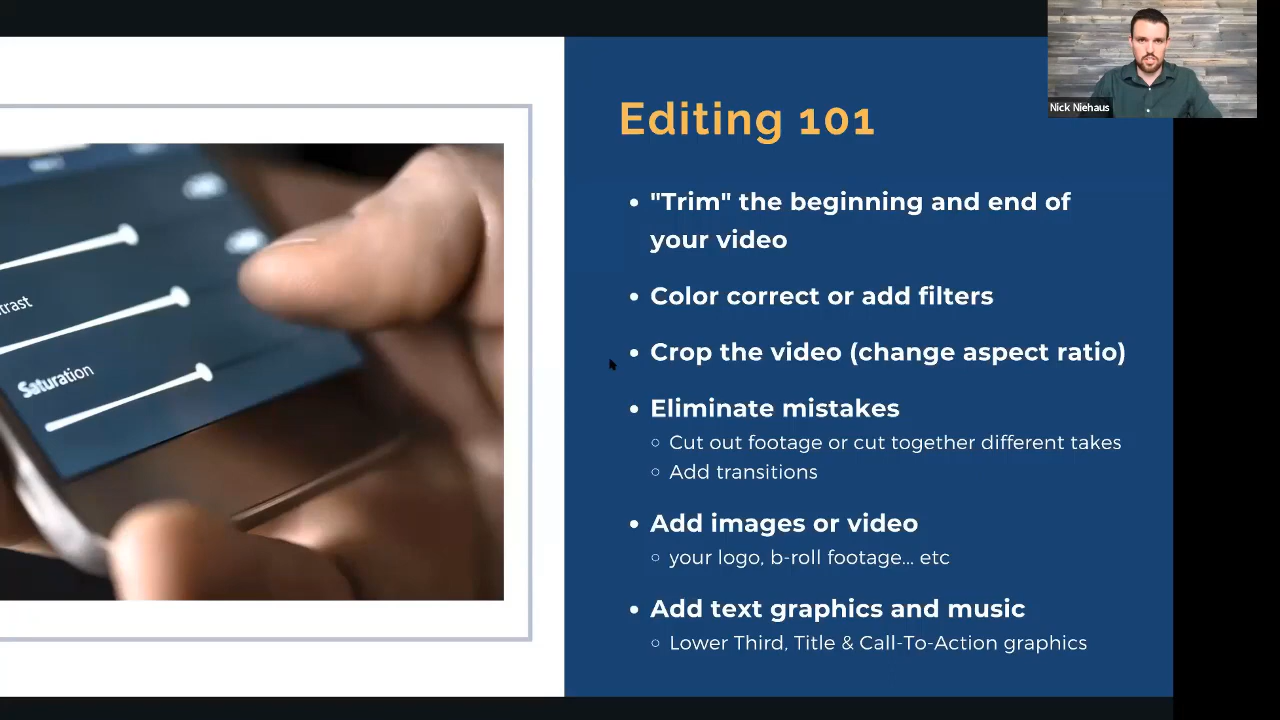 Nick Niehaus
Editing 101
"Trim" the beginning and end of
your video
Color correct or add filters
Crop the video (change aspect ratio)
Eliminate mistakes
Cut out footage or cut together different takes
Add transitions
Add images or video
your logo, b-roll footage... etc
Add text graphics and music
Lower Third, Title & Call-To-Action graphics
trast
Saturation